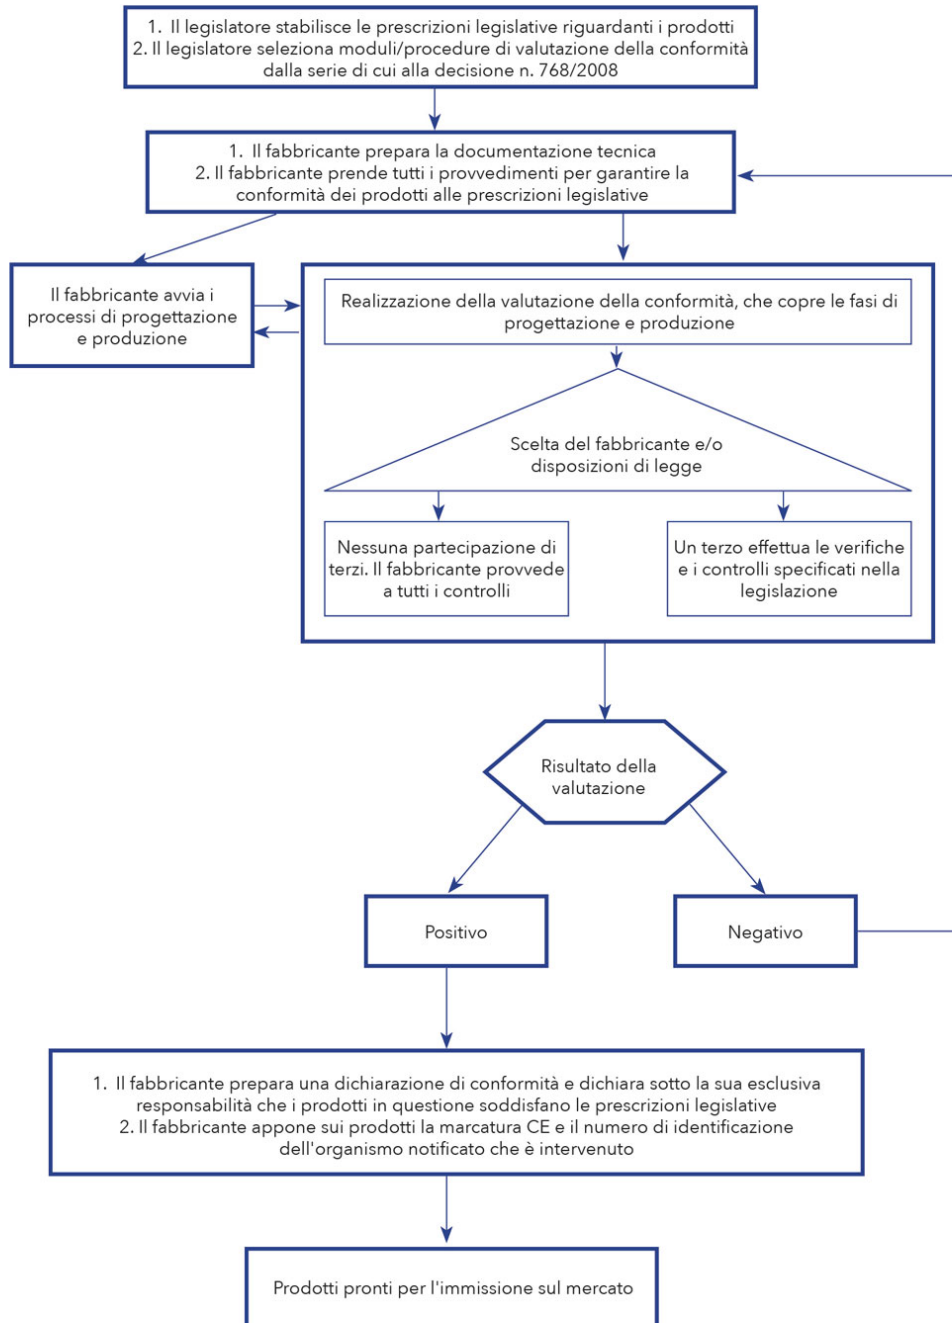 1. Il legislatore stabilisce le prescrizioni legislative riguardanti i prodotti
2. Il legislatore seleziona moduli/procedure di valutazione della conformità
dalla serie di cui alla decisione n. 768/2008
1. Il fabbricante prepara la documentazione tecnica
2. Il fabbricante prende tutti i provvedimenti per garantire la
conformità dei prodotti alle prescrizioni legislative
Il fabbricante avvia i
processi di progettazione
e produzione
Realizzazione della valutazione della conformità, che copre le fasi di
progettazione e produzione
Scelta del fabbricante e/o
disposizioni di legge
Nessuna partecipazione di
terzi. Il fabbricante provvede
a tutti i controlli
Un terzo effettua le verifiche
e i controlli specificati nella
legislazione
Risultato della
valutazione
Positivo
Negativo
1. Il fabbricante prepara una dichiarazione di conformità e dichiara sotto la sua esclusiva
responsabilità che i prodotti in questione soddisfano le prescrizioni legislative
2. Il fabbricante appone sui prodotti la marcatura CE e il numero di identificazione
dell'organismo notificato che è intervenuto
Prodotti pronti per l'immissione sul mercato